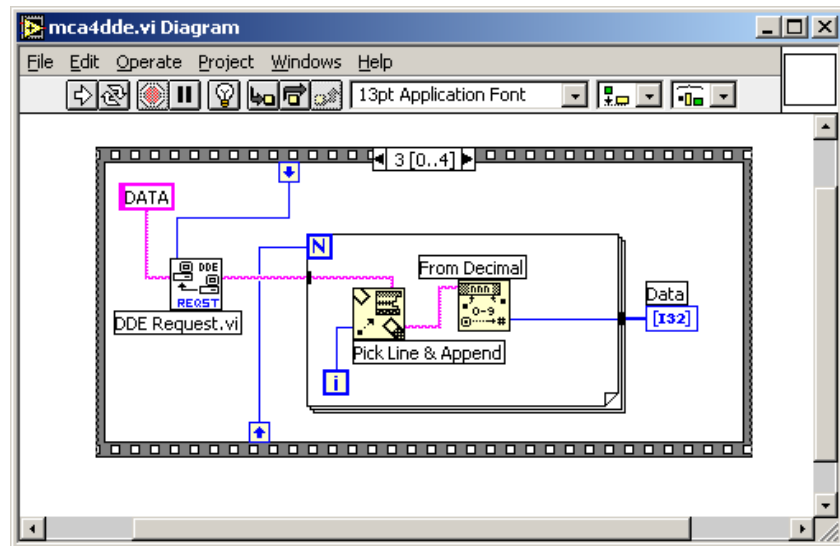 mca4dde.vi Diagram
File Edit Operate Project Windows Help
13pt Application Font
3 [0..4]
DATA
N
DDE
REQST
DDE Request.vi
From Decimal
nnn
0-9
#
Pick Line & Append
i
Data
[I32]